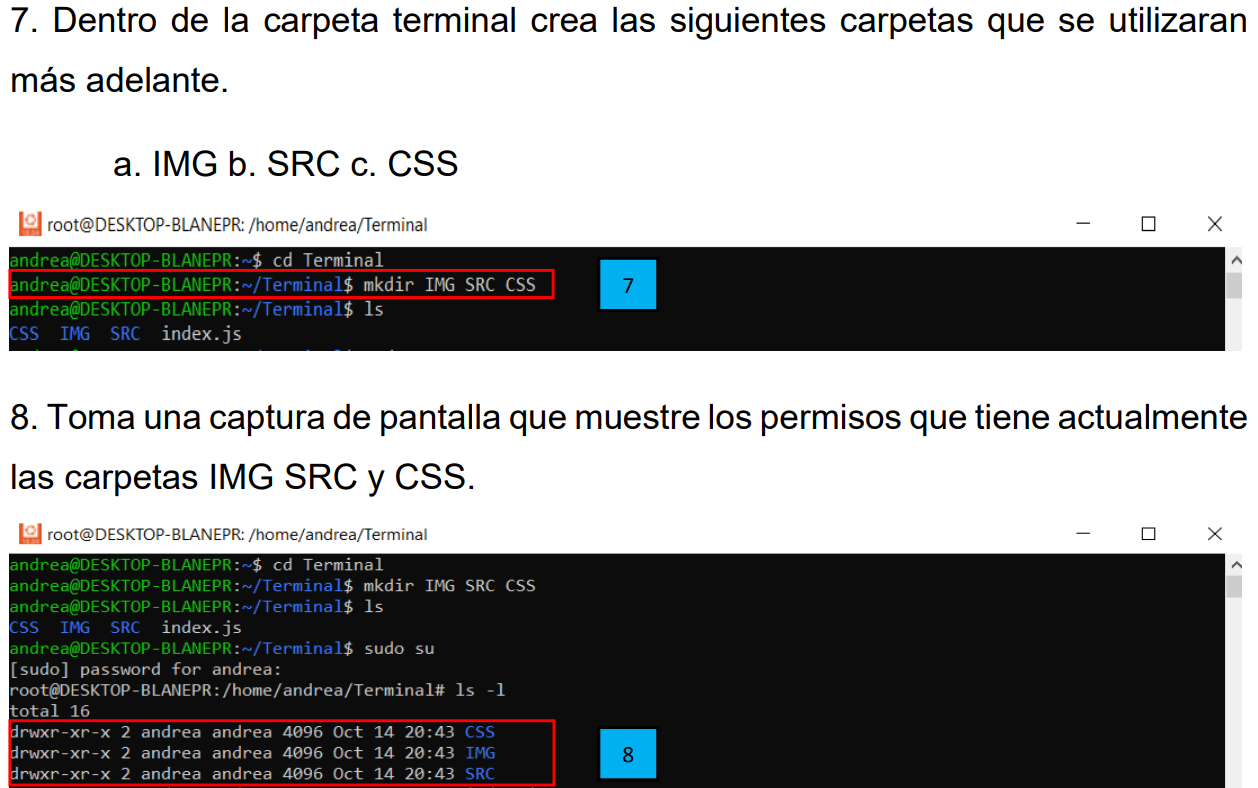 7. Dentro de la carpeta terminal crea las siguientes carpetas que se utilizaran
más adelante.
a. IMG b. SRC c. CSS
root@DESKTOP-BLANEPR: /home/andrea/Terminal
andrea@DESKTOP-BLANEPR:~$ cd Terminal
andrea@DESKTOP-BLANEPR:~/Terminal$ mkdir IMG SRC CSS
7
andrea@DESKTOP-BLANEPR:~/Terminal$ ls
CSS IMG SRC index.js
8. Toma una captura de pantalla que muestre los permisos que tiene actualmente
las carpetas IMG SRC y CSS.
root@DESKTOP-BLANEPR: /home/andrea/Terminal
andrea@DESKTOP-BLANEPR:~$ cd Terminal
andrea@DESKTOP-BLANEPR:~/Terminal$ mkdir IMG SRC CSS
andrea@DESKTOP-BLANEPR:~/Terminal$ ls
CSS IMG SRC index.js
andrea@DESKTOP-BLANEPR:~/Terminal$ sudo su
[sudo] password for andrea:
root@DESKTOP-BLANEPR:/home/andrea/Terminal# ls -l
total 16
drwxr-xr-x 2 andrea andrea 4096 Oct 14 20:43 CSS
drwxr-xr-x 2 andrea andrea 4096 Oct 14 20:43 IMG
8
drwxr-xr-x 2 andrea andrea 4096 Oct 14 20:43 SRC